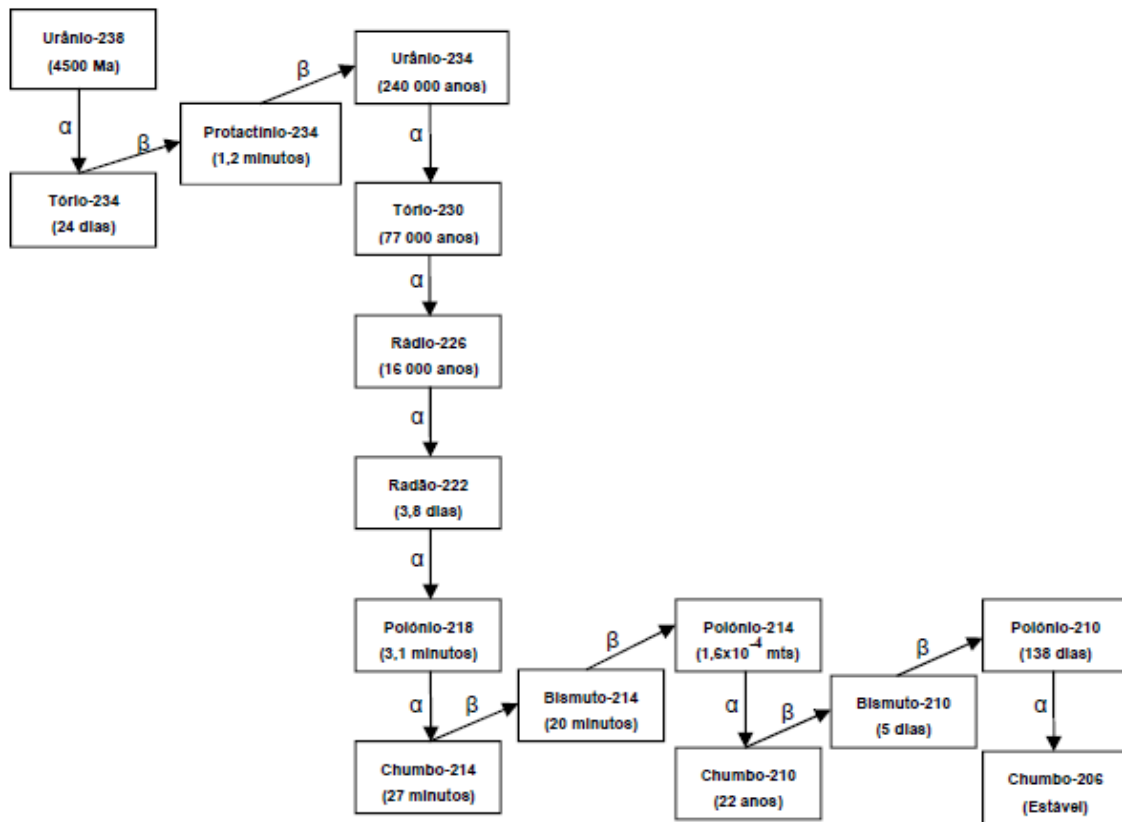 Urânio-238
(4500 Ma)
α
β
Tório-234
(24 dias)
Protactínio-234
(1,2 minutos)
β
Urânio-234
(240 000 anos)
α
Tório-230
(77 000 anos)
α
Rádio-226
(16 000 anos)
α
Radão-222
(3,8 dias)
α
Polónio-218
(3,1 minutos)
α
Chumbo-214
(27 minutos)
β
Bismuto-214
(20 minutos)
β
Polónio-214
(1,6x10⁻⁴ mts)
α
Chumbo-210
(22 anos)
β
Bismuto-210
(5 dias)
β
Polónio-210
(138 dias)
α
Chumbo-206
(Estável)